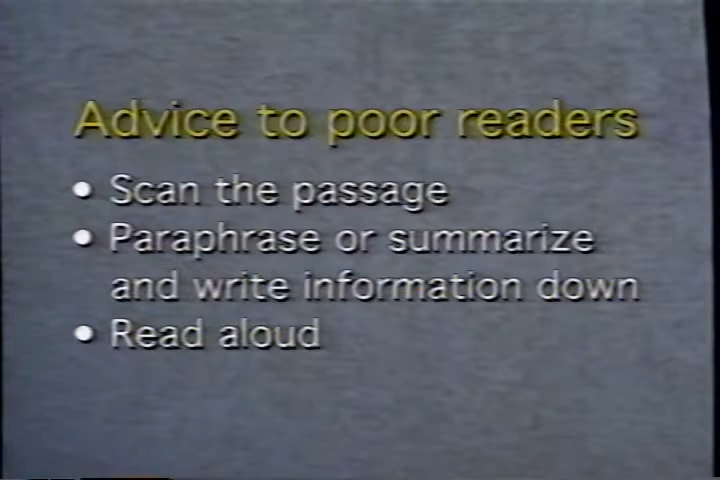 Advice to poor readers
• Scan the passage
• Paraphrase or summarize
and write information down
• Read aloud